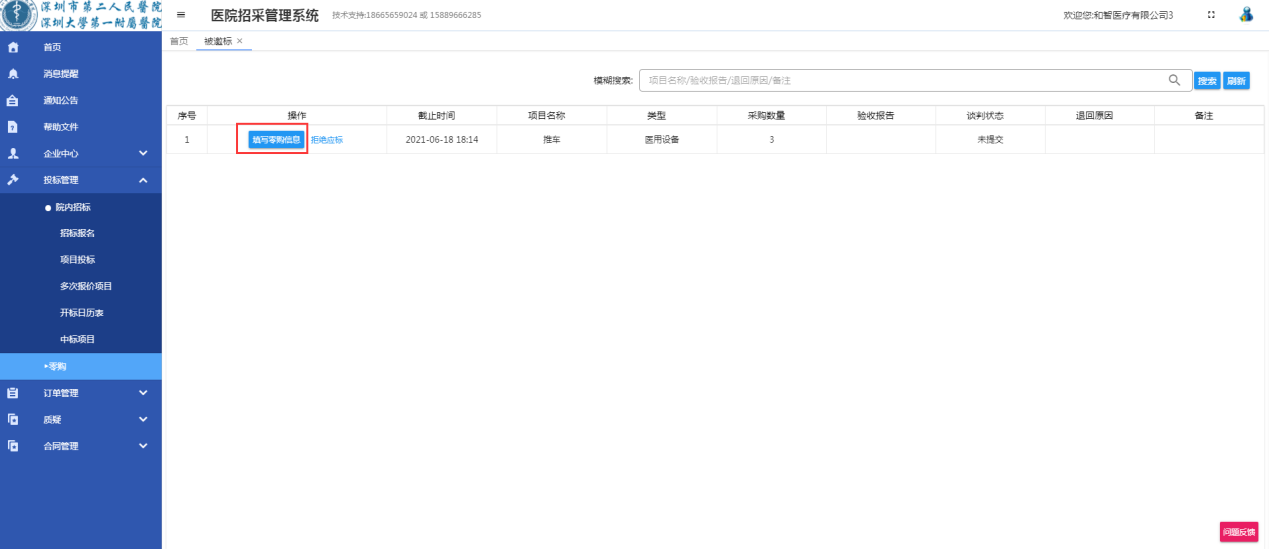 深圳市第二人民醫院
深圳大學第一附屬醫院
医院招采管理系统 技术支持:18665659024 或 15889666285 欢迎您:和智医疗有限公司3
首页 被邀标 ×
首页
消息提醒
通知公告
帮助文件
企业中心
投标管理
院内招标
招标报名
项目投标
多次报价项目
开标日历表
中标项目
零购
订单管理
质疑
合同管理
模糊搜索: 项目名称/验收报告/退回原因/备注 搜索 刷新
序号 操作 截止时间 项目名称 类型 采购数量 验收报告 谈判状态 退回原因 备注
1 填写零购信息 拒绝应标 2021-06-18 18:14 推车 医用设备 3 未提交
问题反馈